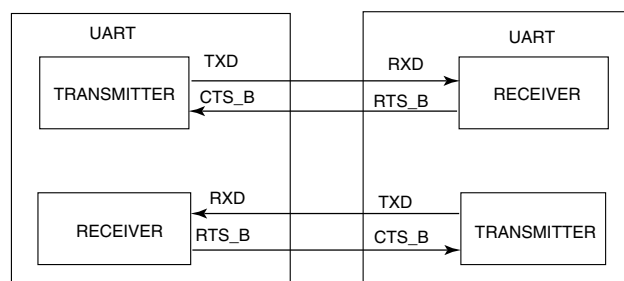 UART UART
TXD RXD
TRANSMITTER CTS_B RTS_B RECEIVER
RXD TXD
RECEIVER RTS_B CTS_B TRANSMITTER